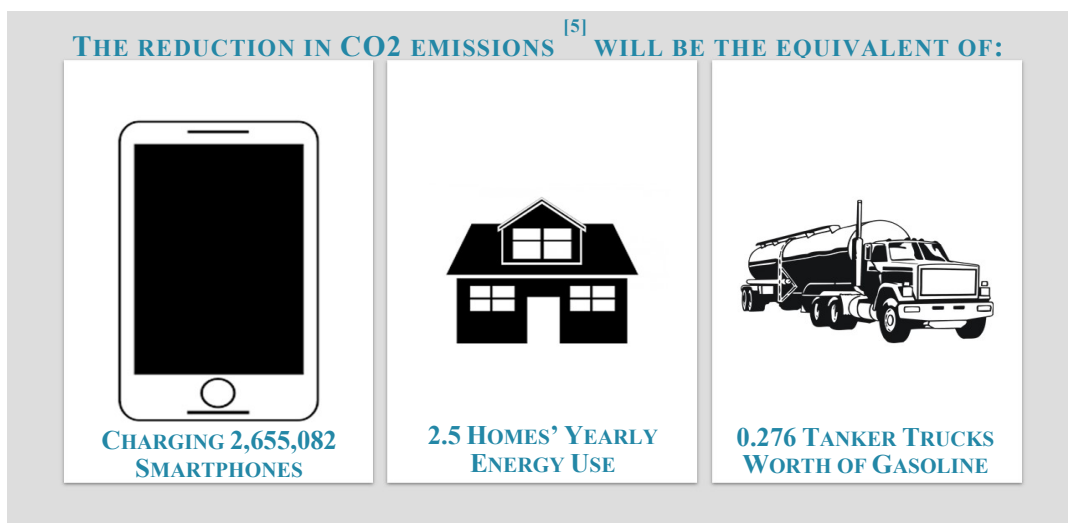 THE REDUCTION IN CO2 EMISSIONS [5] WILL BE THE EQUIVALENT OF:
CHARGING 2,655,082
SMARTPHONES
2.5 HOMES' YEARLY
ENERGY USE
0.276 TANKER TRUCKS
WORTH OF GASOLINE